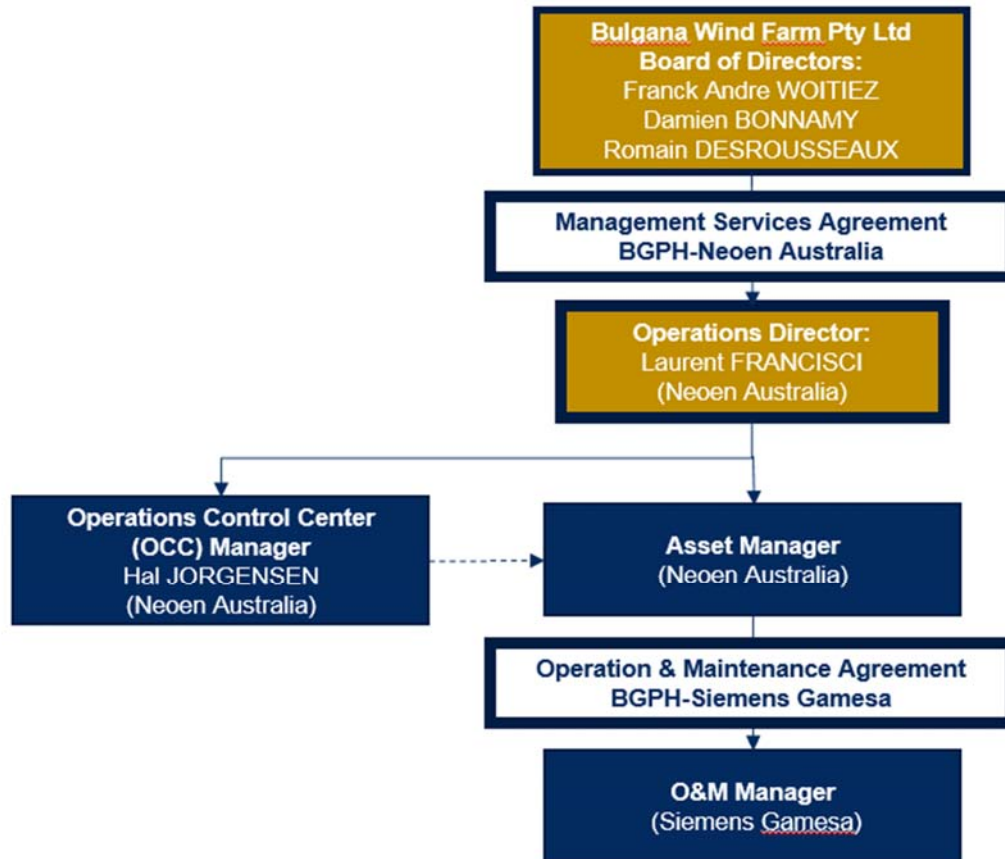 Bulgana Wind Farm Pty Ltd
Board of Directors:
Franck Andre WOITIEZ
Damien BONNAMY
Romain DESROUSSEAUX
Management Services Agreement
BGPH-Neoen Australia
Operations Director:
Laurent FRANCISCI
(Neoen Australia)
Operations Control Center
(OCC) Manager
Hal JORGENSEN
(Neoen Australia)
Asset Manager
(Neoen Australia)
Operation & Maintenance Agreement
BGPH-Siemens Gamesa
O&M Manager
(Siemens Gamesa)